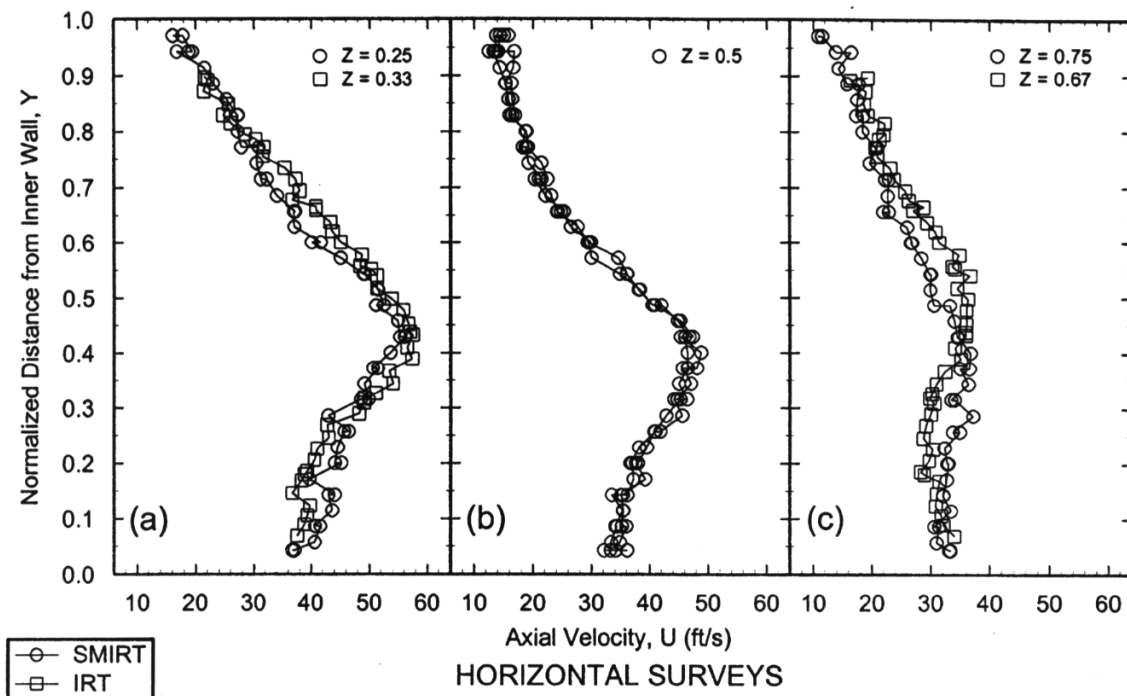 1.0
0.9
0.8
0.7
0.6
0.5
0.4
0.3
0.2
0.1
0.0
Normalized Distance from Inner Wall, Y
Z = 0.25
Z = 0.33
(a)
Z = 0.5
(b)
Z = 0.75
Z = 0.67
(c)
10 20 30 40 50 60 10 20 30 40 50 60 10 20 30 40 50 60
Axial Velocity, U (ft/s)
SMIRT
IRT
HORIZONTAL SURVEYS